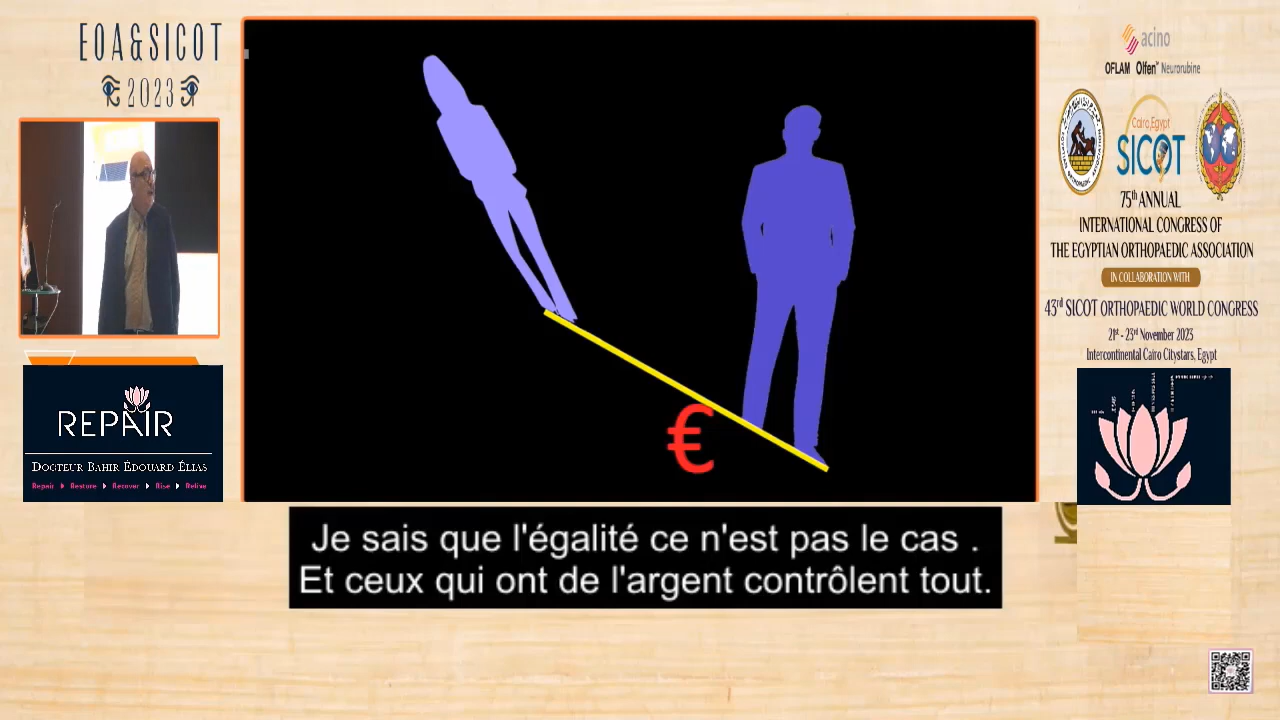 EOA&SICOT
2023
REPAIR
DOCTEUR BAHIR ÉDOUARD ÉLIAS
Repair Restore Recover Rise Relive
€
Je sais que l'égalité ce n'est pas le cas .
Et ceux qui ont de l'argent contrôlent tout.
acino
OFLAM Olfen Neurorubine
Cairo, Egypt
SICOT
75th ANNUAL
INTERNATIONAL CONGRESS OF
THE EGYPTIAN ORTHOPAEDIC ASSOCIATION
IN COLLABORATION WITH
43rd SICOT ORTHOPAEDIC WORLD CONGRESS
21st - 23rd November 2023
Intercontinental Cairo Citystars, Egypt